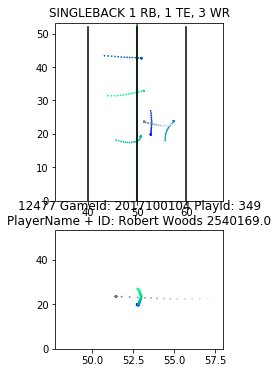 SINGLEBACK 1 RB, 1 TE, 3 WR
50
40
30
20
10
0
40 50 60
GameId: 2017100104 PlayId: 349
PlayerName + ID: Robert Woods 2540169.0
40
20
0
50.0 52.5 55.0 57.5